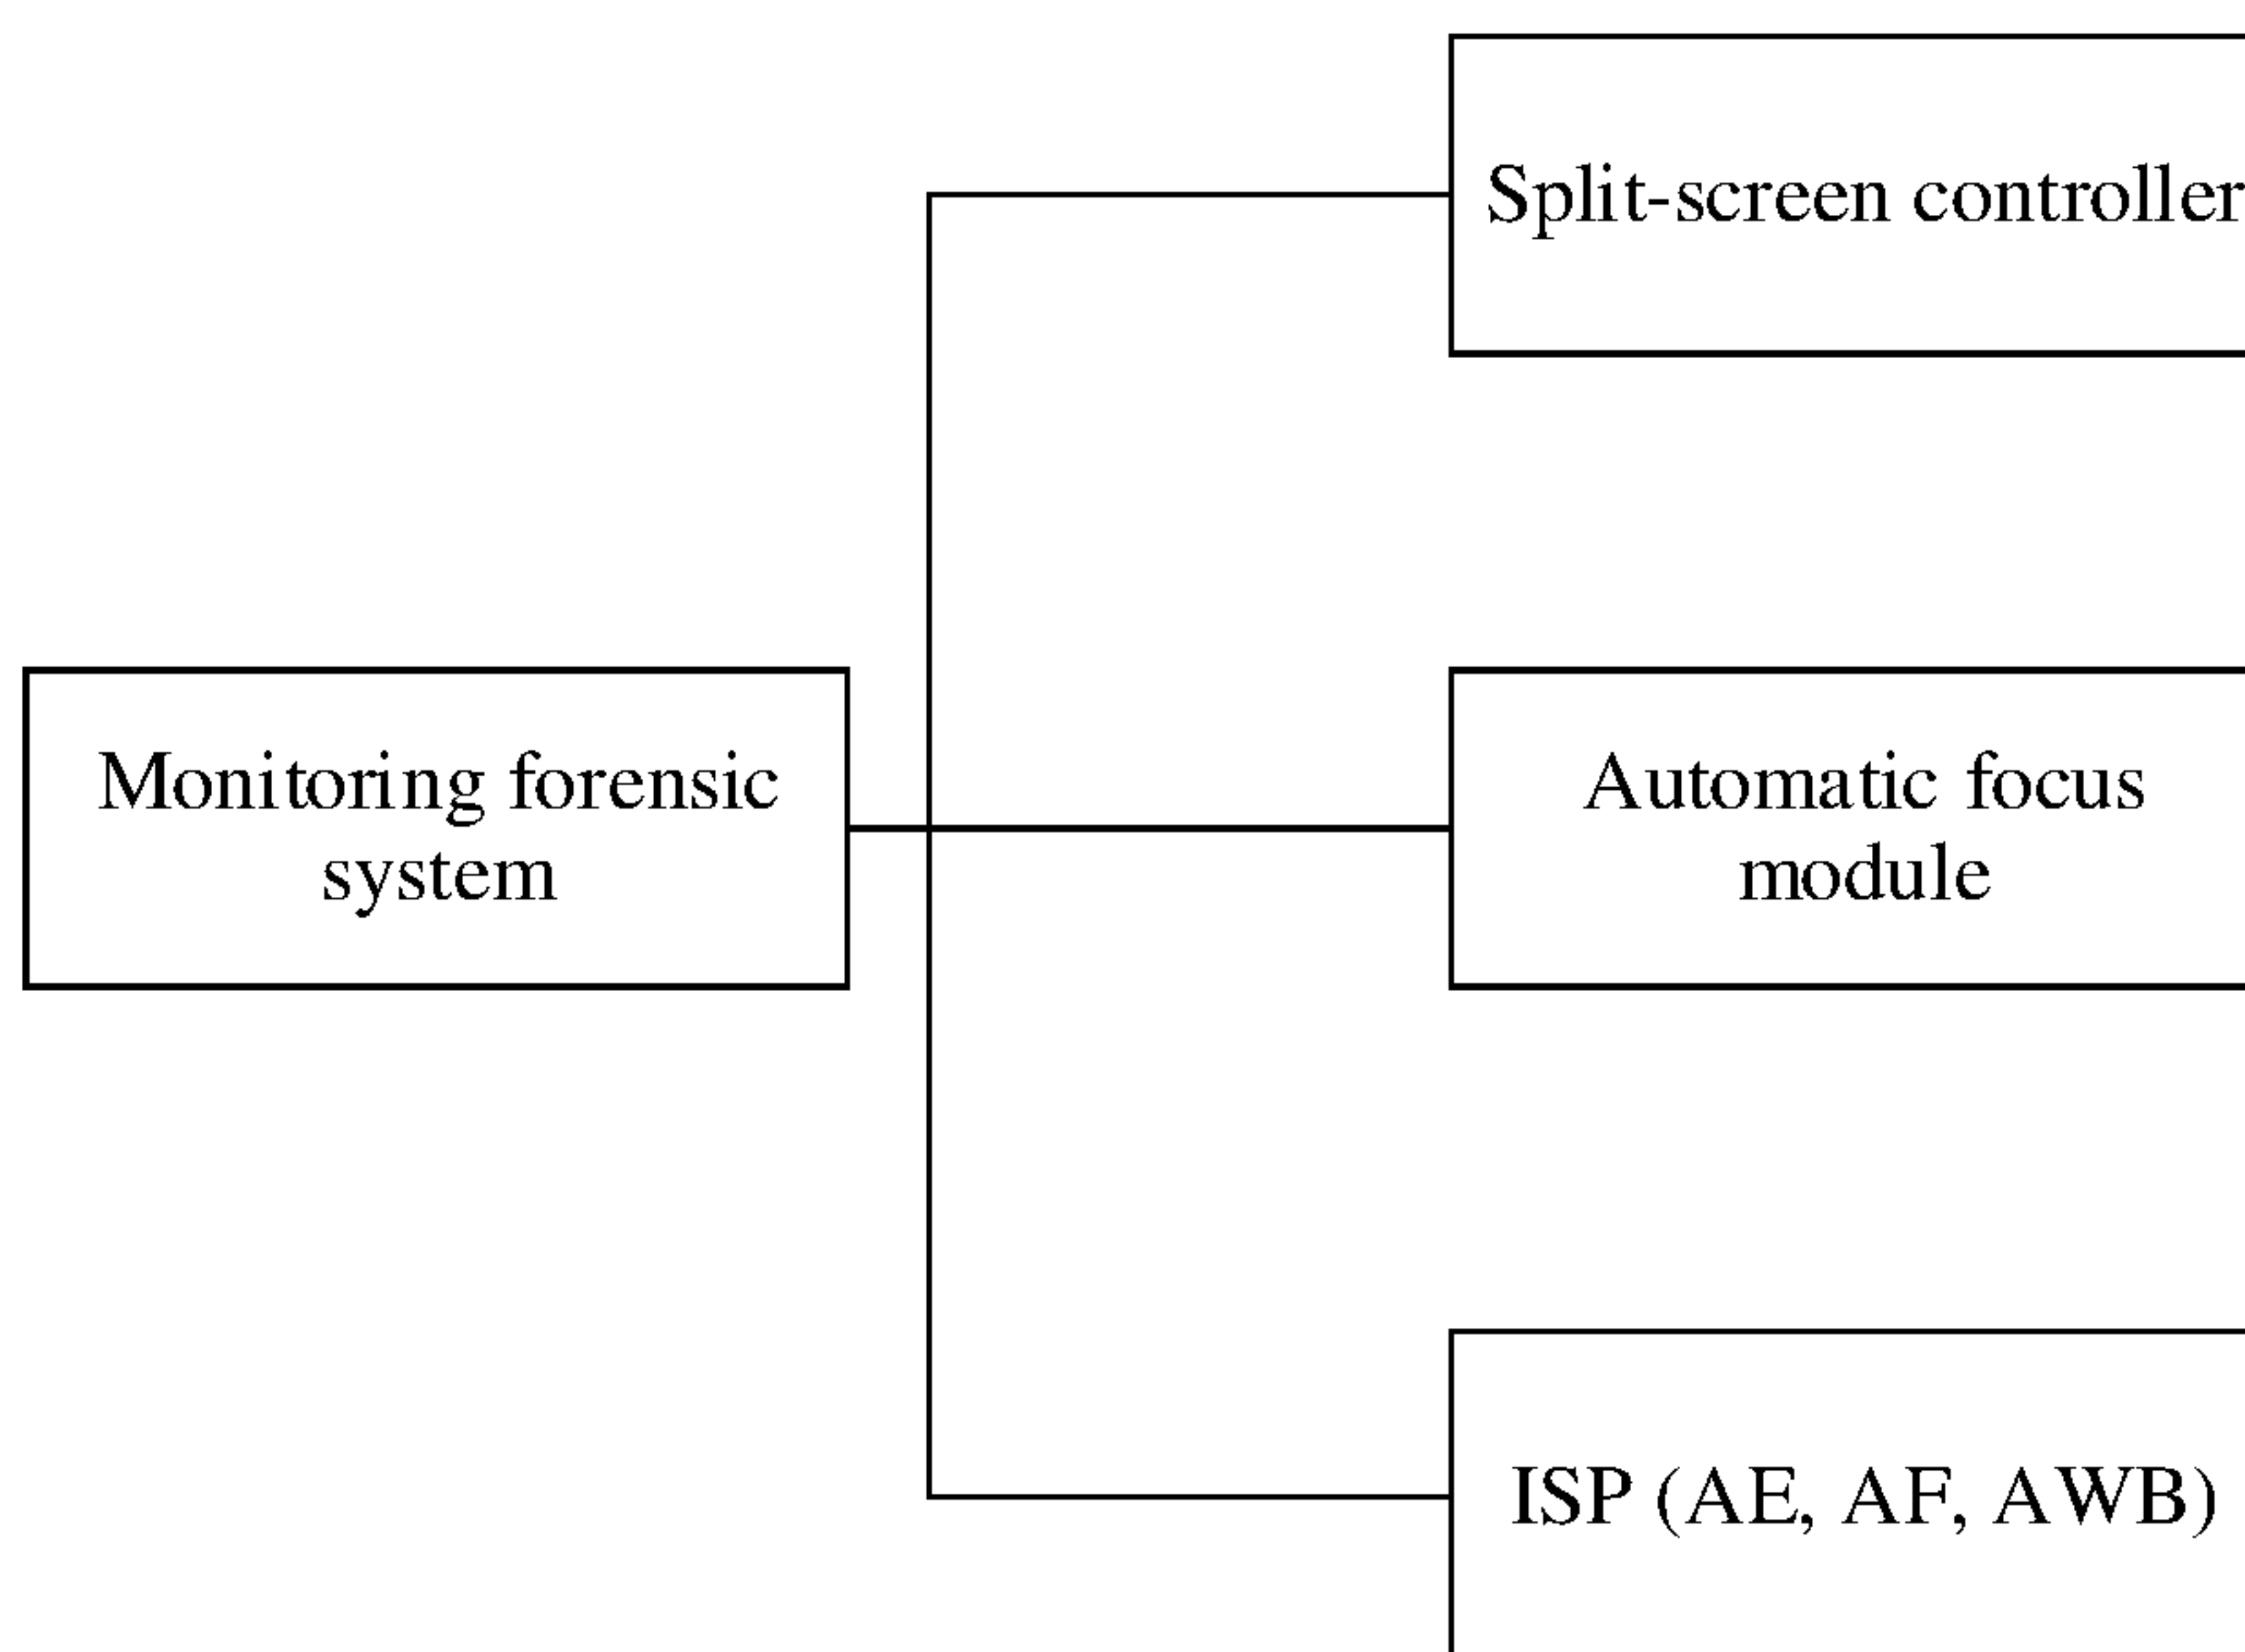 Split-screen controller
Monitoring forensic
system
Automatic focus
module
ISP (AE, AF, AWB)